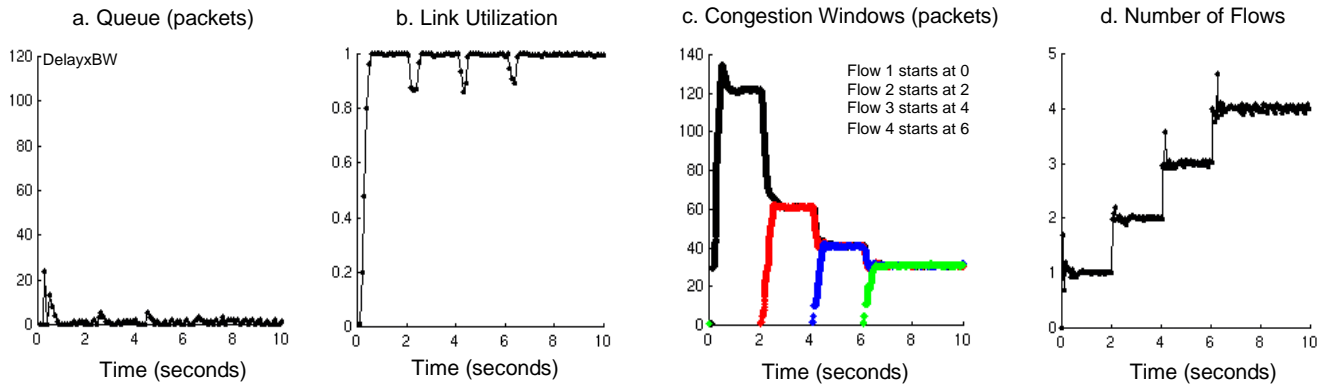 a. Queue (packets)
120
DelayxBW
100
80
60
40
20
0
0 2 4 6 8 10
Time (seconds)
b. Link Utilization
1
0.8
0.6
0.4
0.2
0
0 2 4 6 8 10
Time (seconds)
c. Congestion Windows (packets)
140
Flow 1 starts at 0
Flow 2 starts at 2
Flow 3 starts at 4
Flow 4 starts at 6
120
100
80
60
40
20
0
0 2 4 6 8 10
Time (seconds)
d. Number of Flows
5
4
3
2
1
0
0 2 4 6 8 10
Time (seconds)